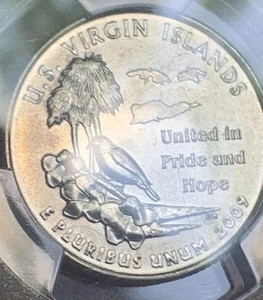 U.S. VIRGIN ISLANDS
United in
Pride and
Hope
E PLURIBUS UNUM 2009